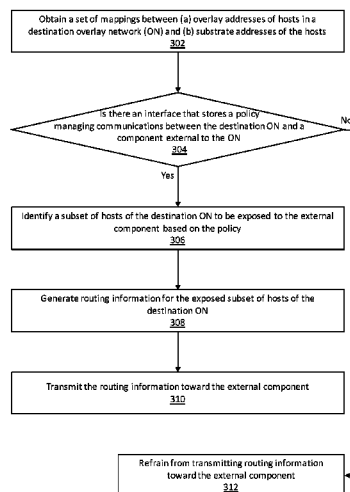 Obtain a set of mappings between (a) overlay addresses of hosts in a
destination overlay network (ON) and (b) substrate addresses of the hosts
302
Is there an interface that stores a policy
managing communications between the destination ON and a
component external to the ON
304
No
Yes
Identify a subset of hosts of the destination ON to be exposed to the external
component based on the policy
306
Generate routing information for the exposed subset of hosts of the
destination ON
308
Transmit the routing information toward the external component
310
Refrain from transmitting routing information
toward the external component
312